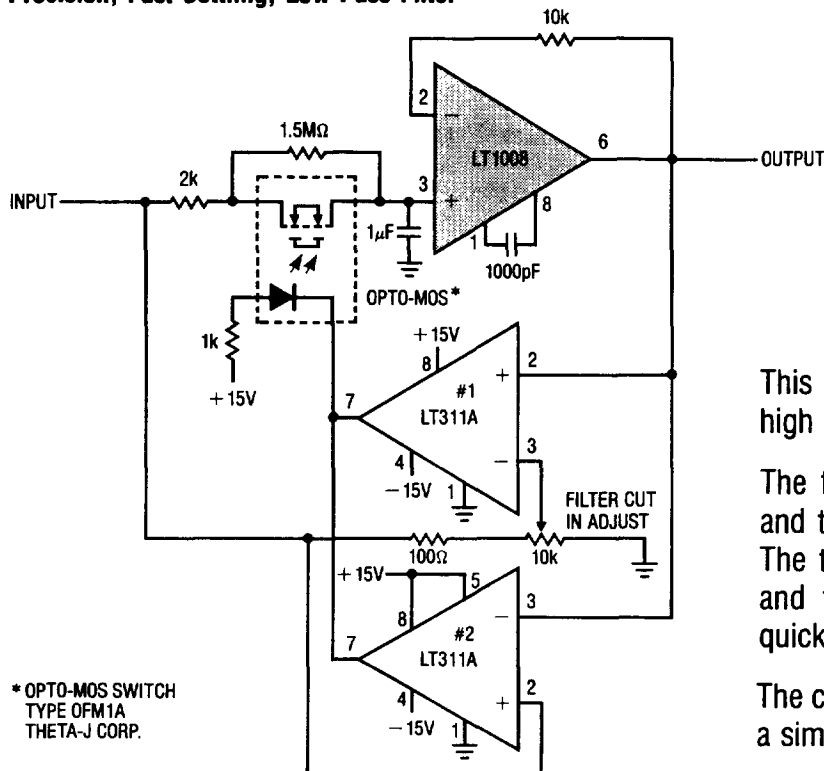 Precision, Fast Settling, Low Pass Filter
10k
2
−
1.5MΩ
LT1008
6
OUTPUT
INPUT
2k
3
+
8
1µF
1
1000pF
OPTO-MOS*
1k
+15V
+15V
8
2
+
#1
7
LT311A
3
−
4
−15V
1
FILTER CUT
IN ADJUST
100Ω
10k
+15V
5
8
3
−
#2
7
LT311A
2
+
4
−15V
1
* OPTO-MOS SWITCH
TYPE OFM1A
THETA-J CORP.
This
high
The f
and t
The t
and
quick
The c
a sim